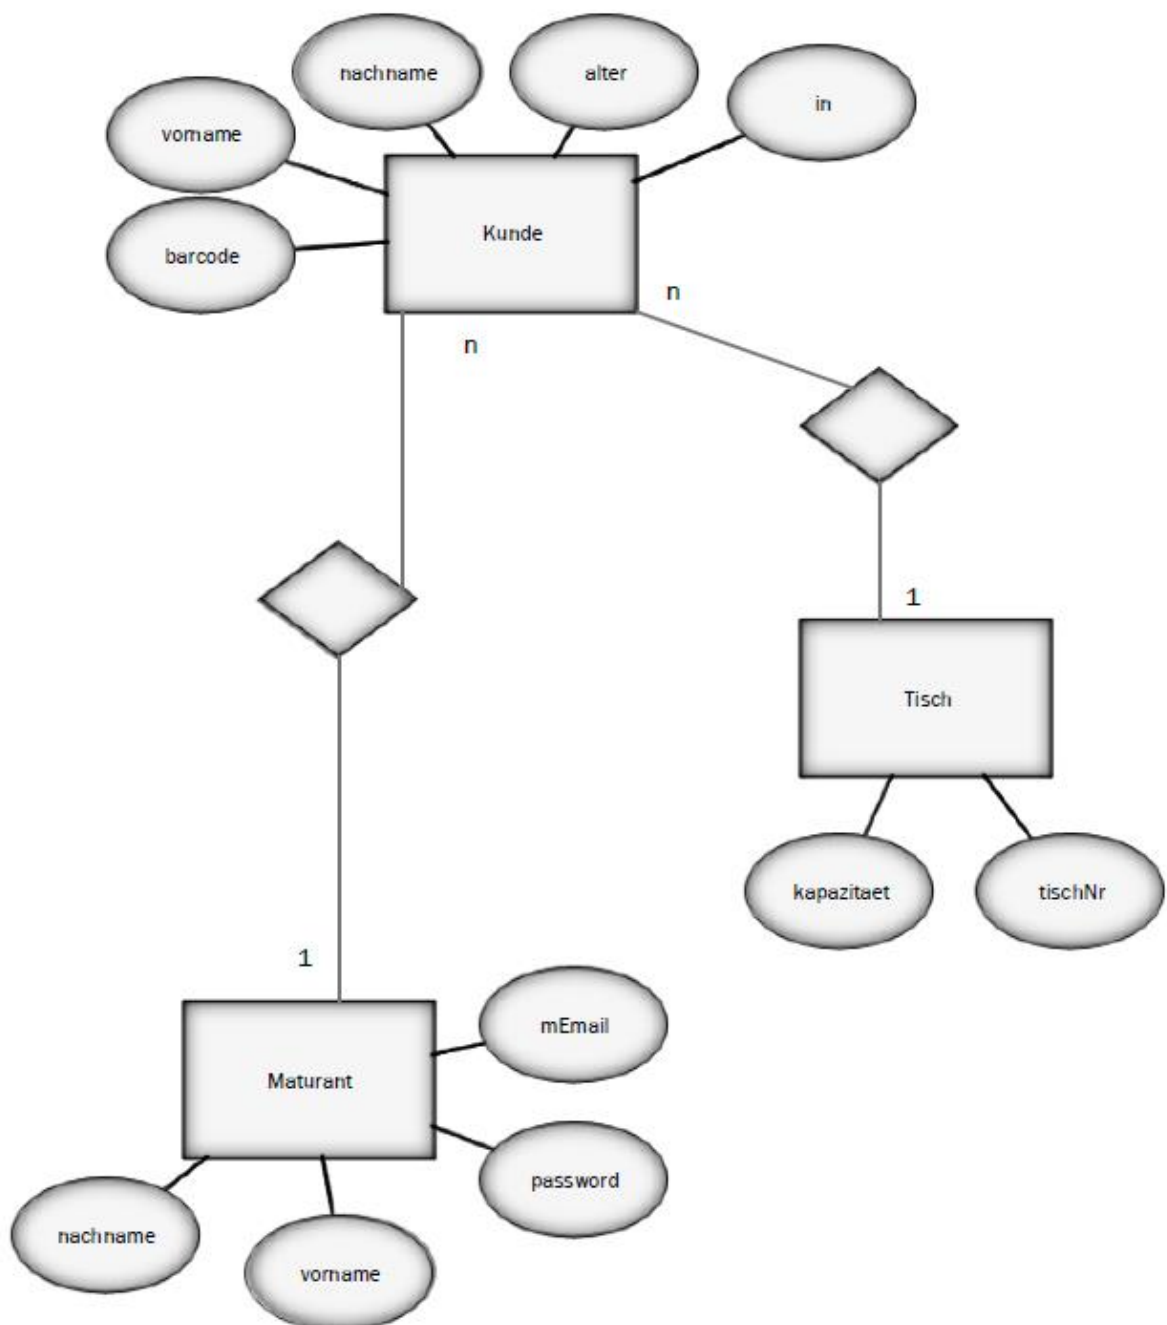 nachname
alter
in
vorname
barcode
Kunde
n
n
1
Tisch
kapazitaet
tischNr
1
mEmail
Maturant
password
nachname
vorname